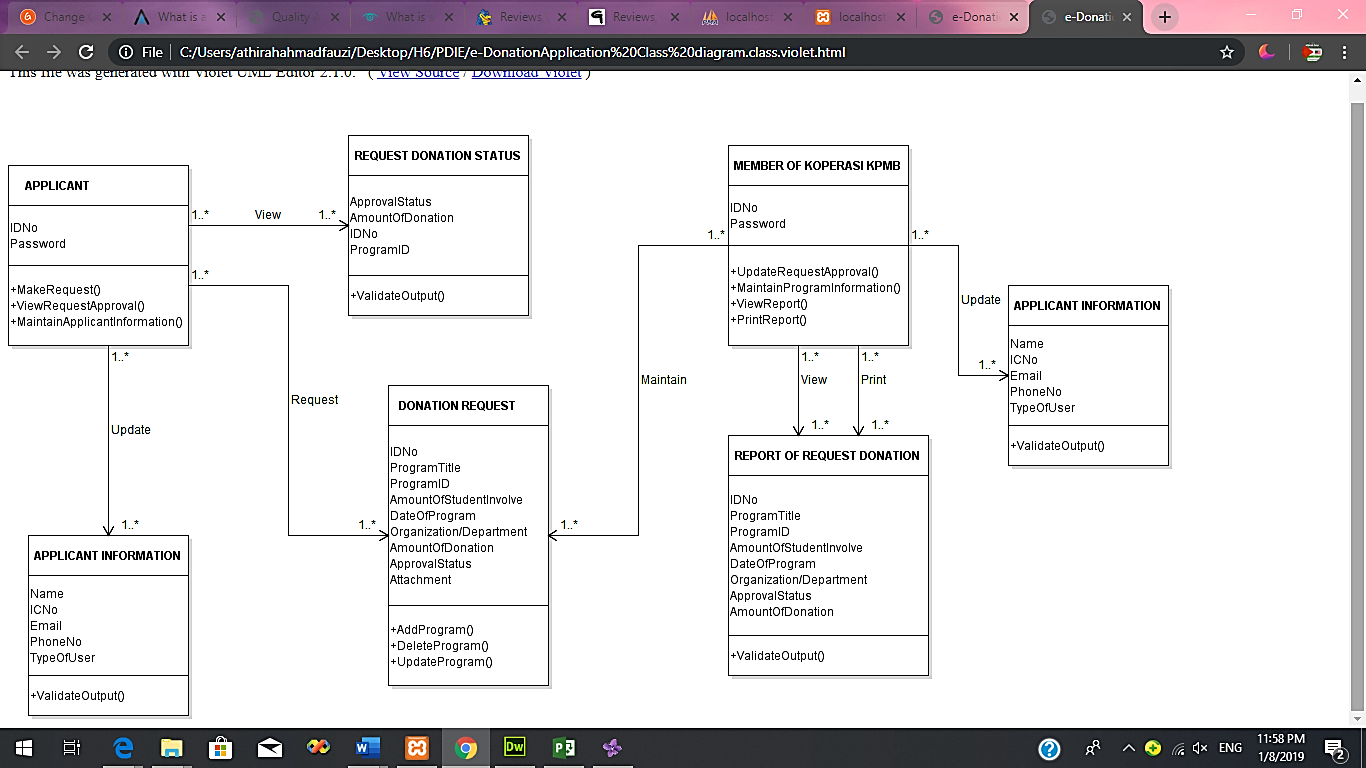 Change
What is a
Quality A
What is
Reviews
Reviews
localhost
localhost
e-Donati
e-Donati
File
C:/Users/athirahahmadfauzi/Desktop/H6/PDIE/e-DonationApplication%20Class%20diagram.class.violet.html
This file was generated with Violet UML Editor 2.1.0. ( View Source / Download Violet )
APPLICANT
IDNo
Password
+MakeRequest()
+ViewRequestApproval()
+MaintainApplicantInformation()
1..*
View
1..*
REQUEST DONATION STATUS
ApprovalStatus
AmountOfDonation
IDNo
ProgramID
+ValidateOutput()
1..*
Request
1..*
1..*
Update
1..*
APPLICANT INFORMATION
Name
ICNo
Email
PhoneNo
TypeOfUser
+ValidateOutput()
DONATION REQUEST
IDNo
ProgramTitle
ProgramID
AmountOfStudentInvolve
DateOfProgram
Organization/Department
AmountOfDonation
ApprovalStatus
Attachment
+AddProgram()
+DeleteProgram()
+UpdateProgram()
1..*
Maintain
1..*
MEMBER OF KOPERASI KPMB
IDNo
Password
+UpdateRequestApproval()
+MaintainProgramInformation()
+ViewReport()
+PrintReport()
1..*
Update
1..*
1..*
View
1..*
1..*
Print
1..*
REPORT OF REQUEST DONATION
IDNo
ProgramTitle
ProgramID
AmountOfStudentInvolve
DateOfProgram
Organization/Department
ApprovalStatus
AmountOfDonation
+ValidateOutput()
APPLICANT INFORMATION
Name
ICNo
Email
PhoneNo
TypeOfUser
+ValidateOutput()
ENG
11:58 PM
1/8/2019
2